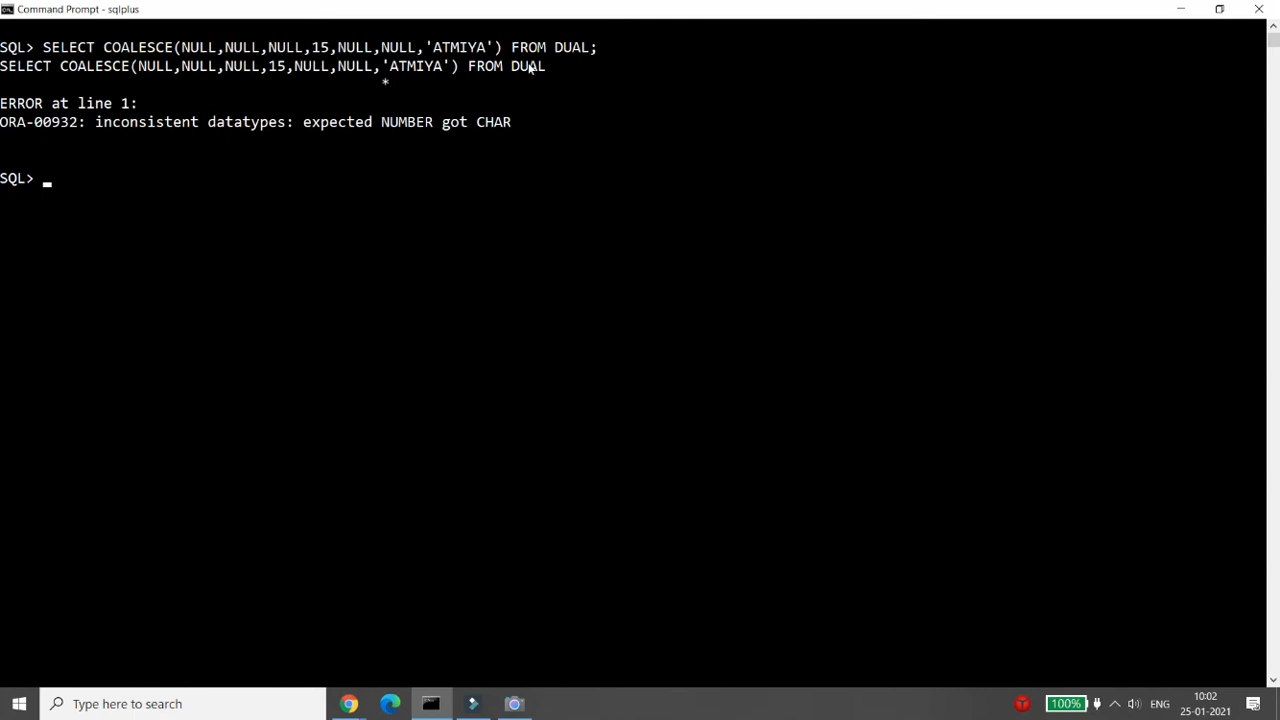 Command Prompt - sqlplus
SQL> SELECT COALESCE(NULL,NULL,NULL,15,NULL,NULL,'ATMIYA') FROM DUAL;
SELECT COALESCE(NULL,NULL,NULL,15,NULL,NULL,'ATMIYA') FROM DUAL
*
ERROR at line 1:
ORA-00932: inconsistent datatypes: expected NUMBER got CHAR
SQL>
Type here to search
100%
ENG
10:02
25-01-2021